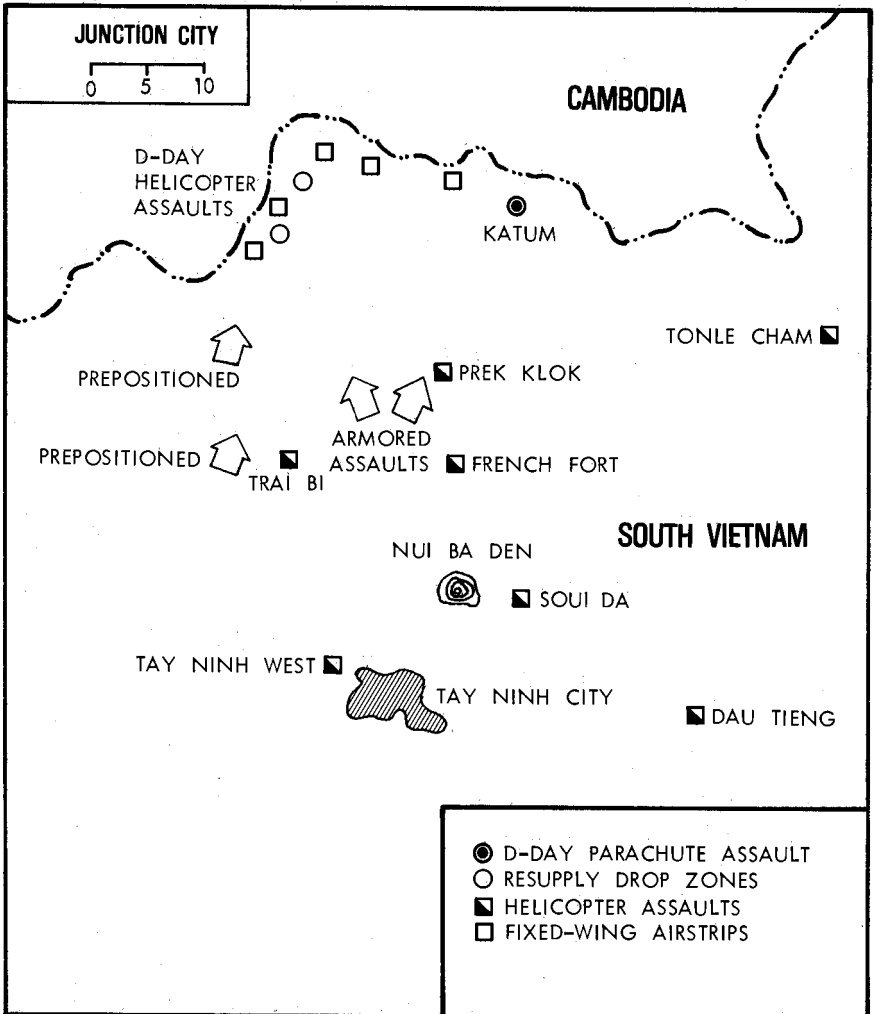 JUNCTION CITY
0 5 10
CAMBODIA
D-DAY
HELICOPTER
ASSAULTS
KATUM
TONLE CHAM
PREPOSITIONED
PREK KLOK
ARMORED
ASSAULTS
PREPOSITIONED
TRAI BI
FRENCH FORT
SOUTH VIETNAM
NUI BA DEN
SOUI DA
TAY NINH WEST
TAY NINH CITY
DAU TIENG
D-DAY PARACHUTE ASSAULT
RESUPPLY DROP ZONES
HELICOPTER ASSAULTS
FIXED-WING AIRSTRIPS